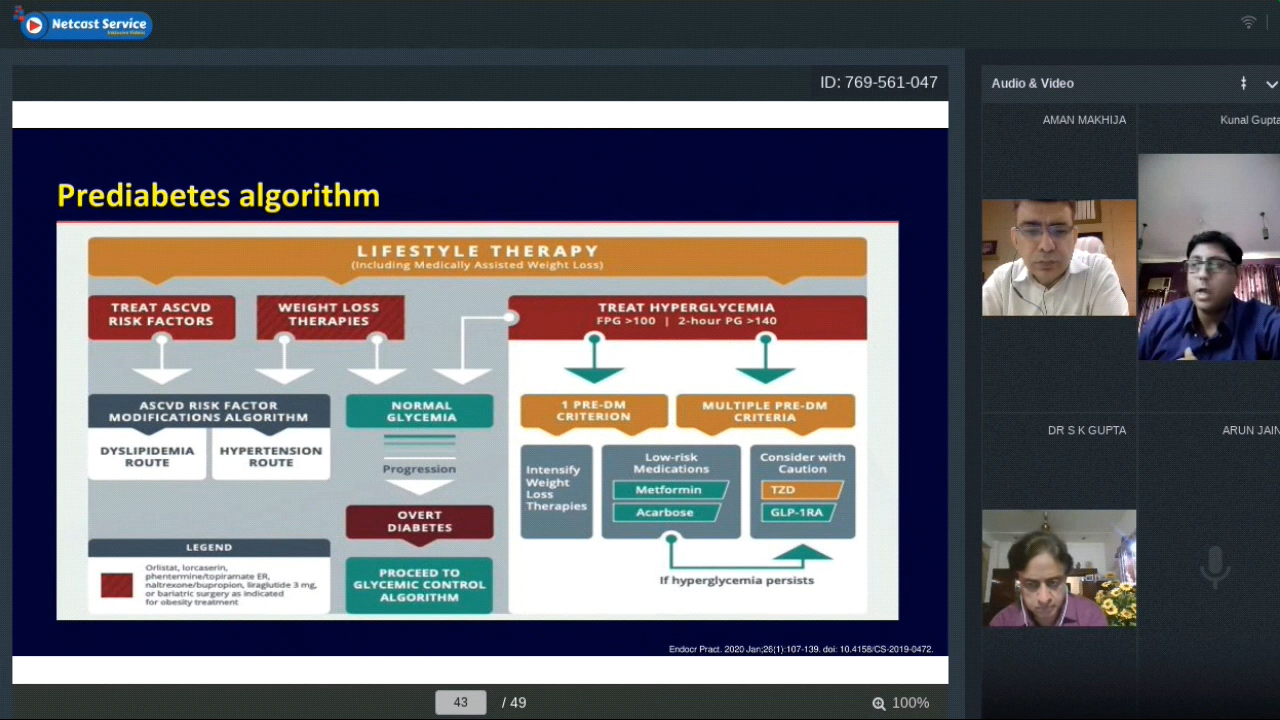 Netcast Service
ID: 769-561-047
Audio & Video
AMAN MAKHIJA
Kunal Gupta
Prediabetes algorithm
LIFESTYLE THERAPY
(Including Medically Assisted Weight Loss)
TREAT ASCVD
RISK FACTORS
WEIGHT LOSS
THERAPIES
TREAT HYPERGLYCEMIA
FPG >100 | 2-hour PG >140
ASCVD RISK FACTOR
MODIFICATIONS ALGORITHM
DYSLIPIDEMIA
ROUTE
HYPERTENSION
ROUTE
NORMAL
GLYCEMIA
Progression
OVERT
DIABETES
PROCEED TO
GLYCEMIC CONTROL
ALGORITHM
1 PRE-DM
CRITERION
MULTIPLE PRE-DM
CRITERIA
Intensify
Weight
Loss
Therapies
Low-risk
Medications
Metformin
Acarbose
Consider with
Caution
TZD
GLP-1RA
If hyperglycemia persists
LEGEND
Orlistat, lorcaserin,
phentermine/topiramate ER,
naltrexone/bupropion, liraglutide 3 mg,
or bariatric surgery as indicated
for obesity treatment
Endocr Pract. 2020 Jan;26(1):107-139. doi: 10.4158/CS-2019-0472.
DR S K GUPTA
ARUN JAIN
43 / 49
100%